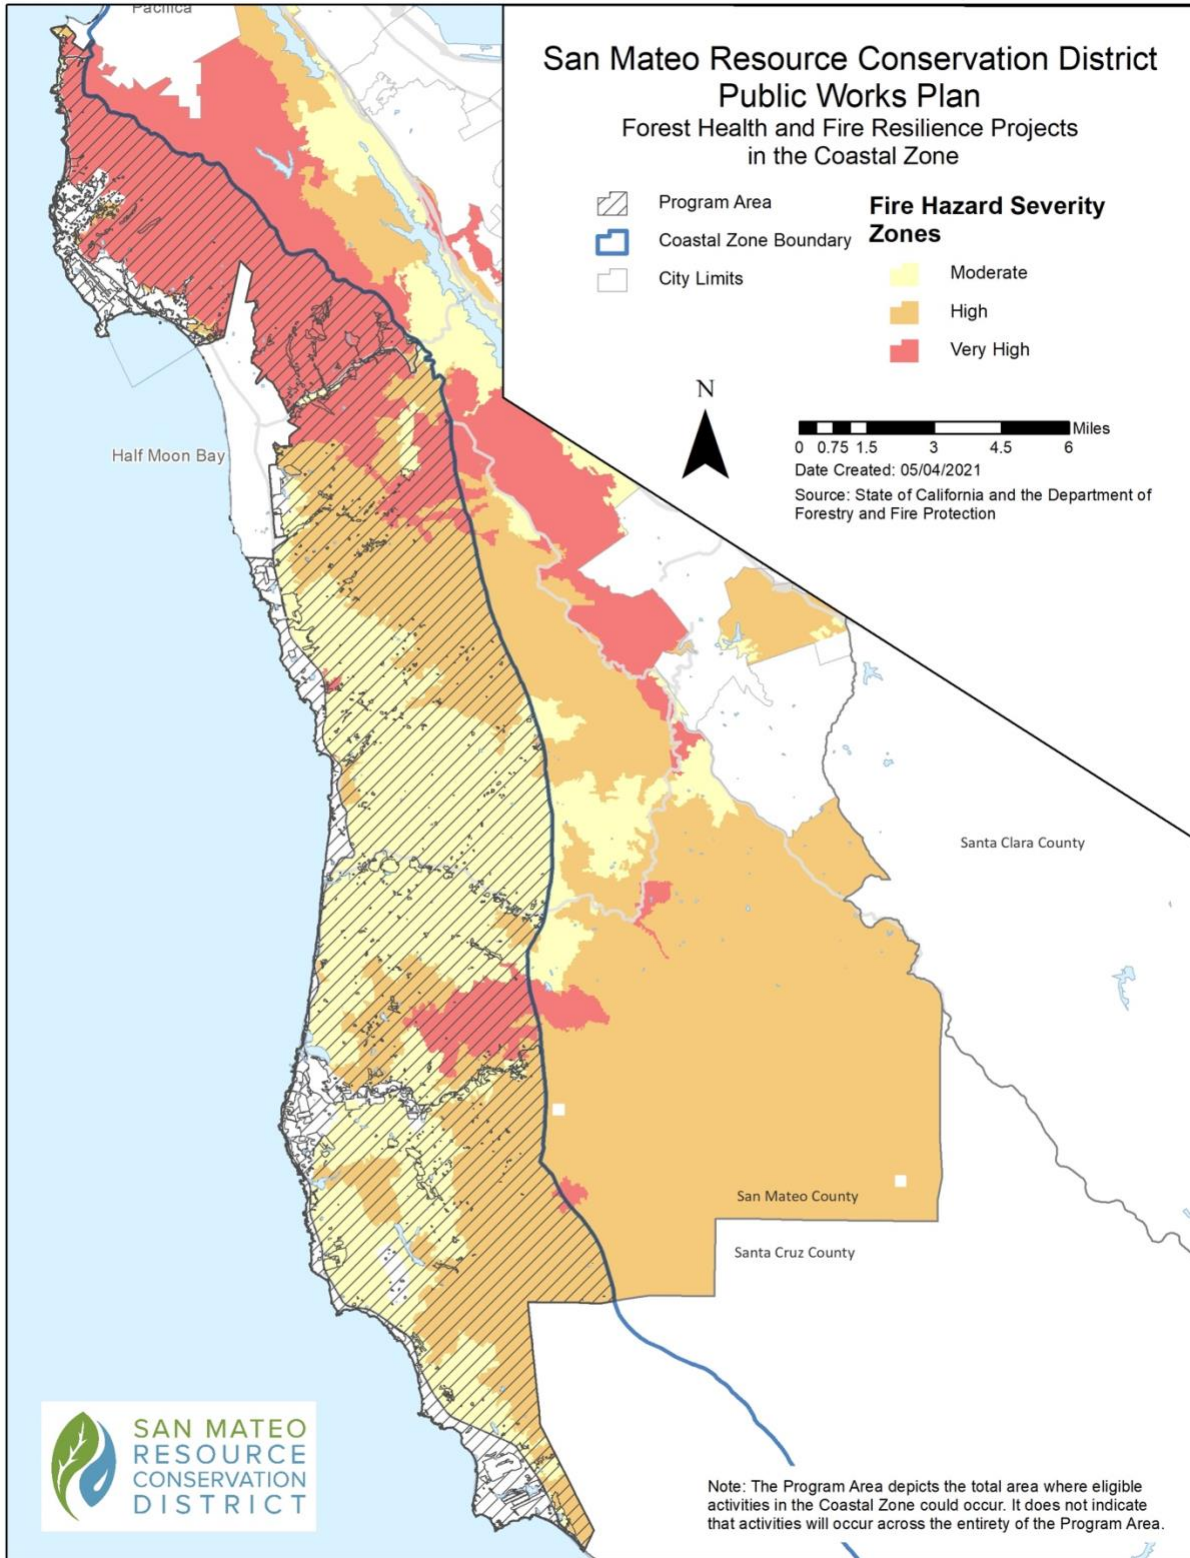 Pacifica
San Mateo Resource Conservation District
Public Works Plan
Forest Health and Fire Resilience Projects
in the Coastal Zone
Program Area
Coastal Zone Boundary
City Limits
Fire Hazard Severity
Zones
Moderate
High
Very High
N
0 0.75 1.5 3 4.5 6 Miles
Date Created: 05/04/2021
Source: State of California and the Department of
Forestry and Fire Protection
Half Moon Bay
Santa Clara County
San Mateo County
Santa Cruz County
SAN MATEO
RESOURCE
CONSERVATION
DISTRICT
Note: The Program Area depicts the total area where eligible
activities in the Coastal Zone could occur. It does not indicate
that activities will occur across the entirety of the Program Area.